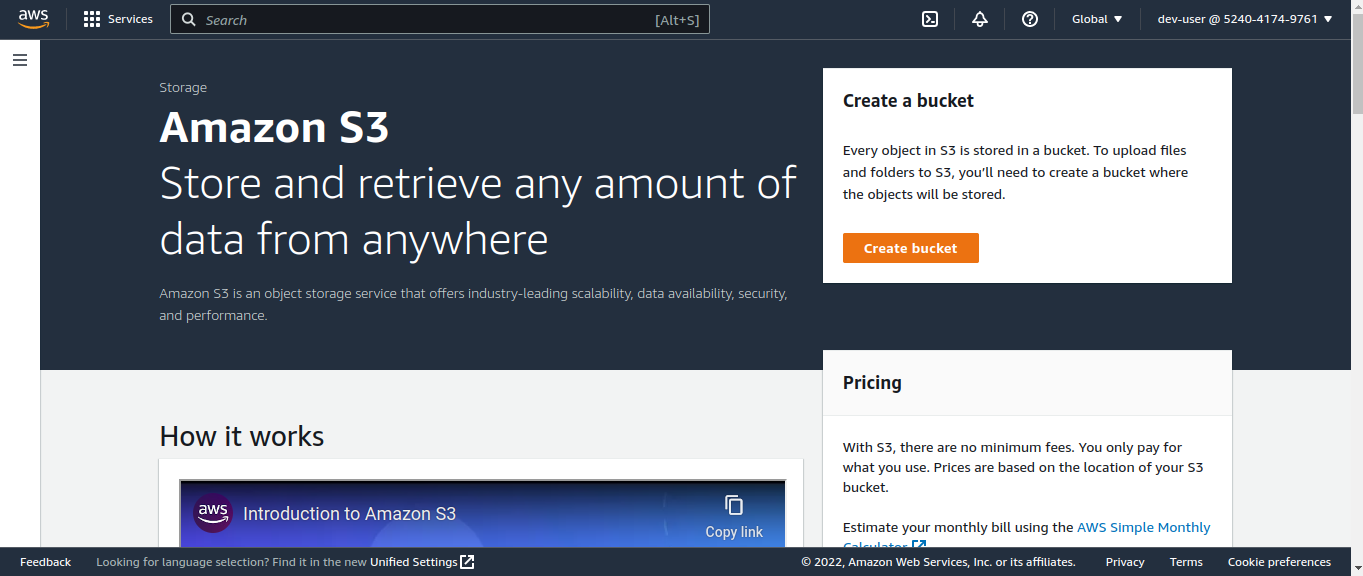 aws Services Search [Alt+S] Global dev-user @ 5240-4174-9761
Storage
Amazon S3
Store and retrieve any amount of
data from anywhere
Amazon S3 is an object storage service that offers industry-leading scalability, data availability, security,
and performance.
Create a bucket
Every object in S3 is stored in a bucket. To upload files
and folders to S3, you'll need to create a bucket where
the objects will be stored.
Create bucket
How it works
aws Introduction to Amazon S3
Copy link
Pricing
With S3, there are no minimum fees. You only pay for
what you use. Prices are based on the location of your S3
bucket.
Estimate your monthly bill using the AWS Simple Monthly
Calculator
Feedback Looking for language selection? Find it in the new Unified Settings © 2022, Amazon Web Services, Inc. or its affiliates. Privacy Terms Cookie preferences